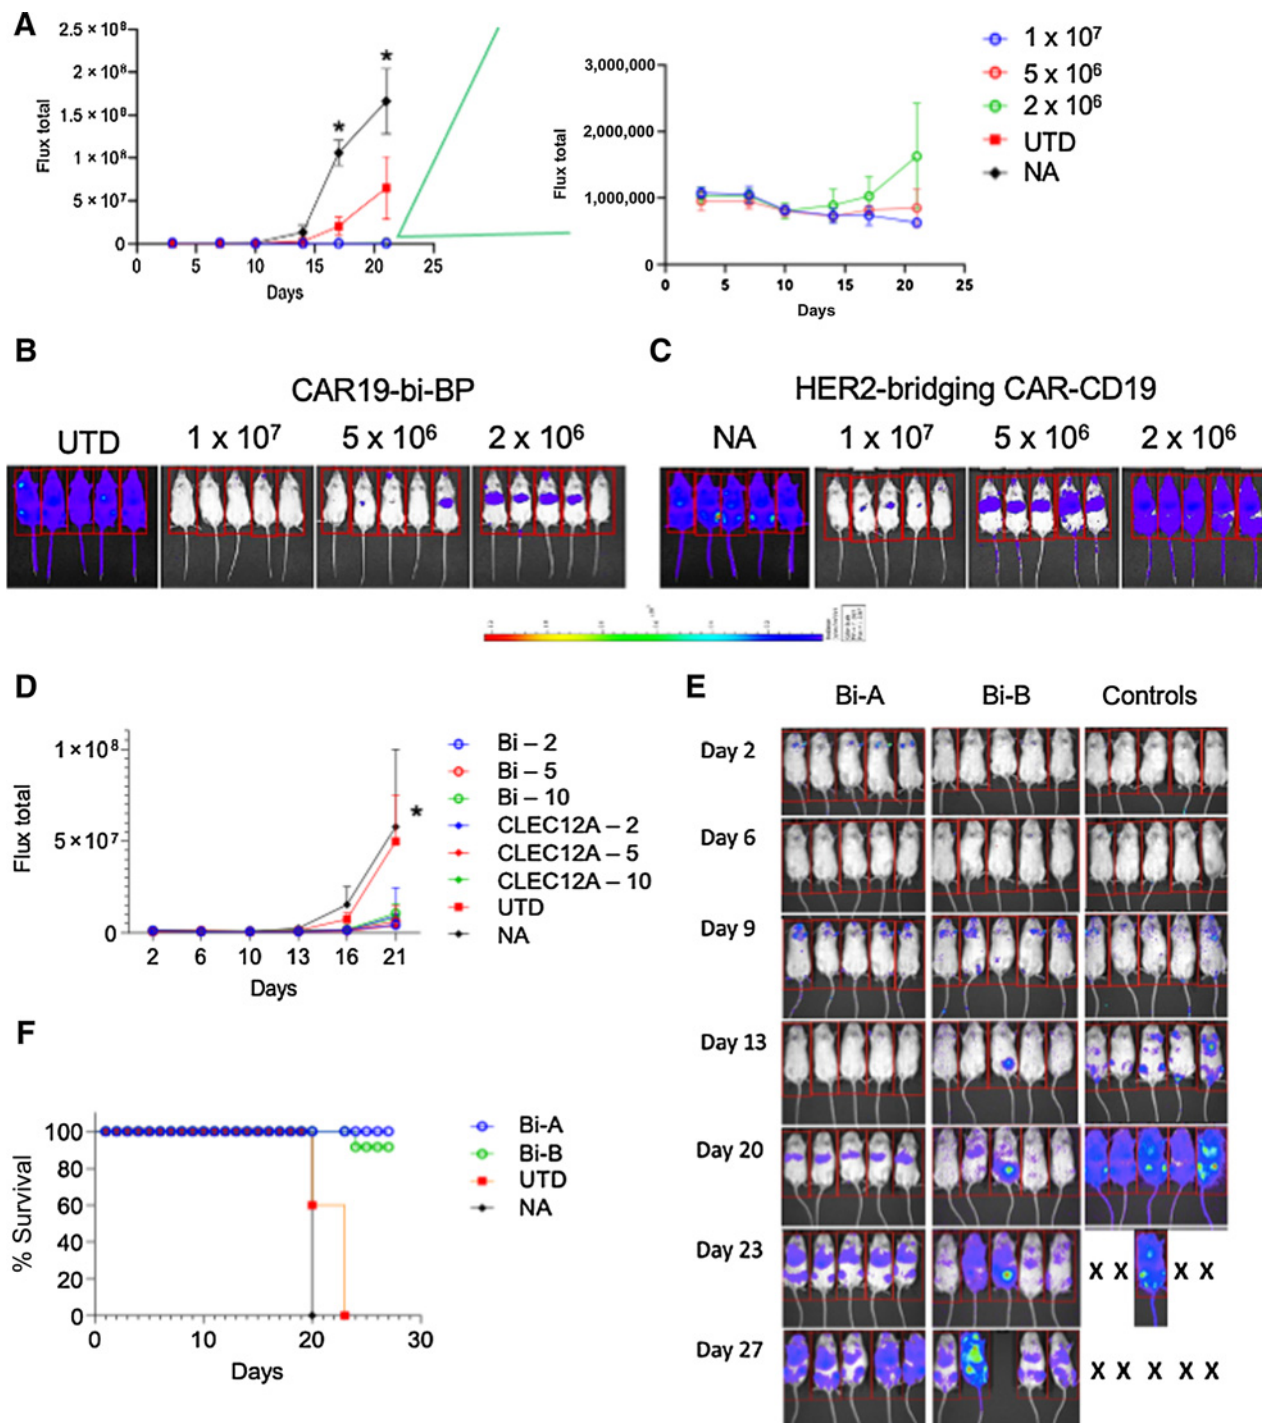 A
2.5 × 10⁸
2 × 10⁸
1.5 × 10⁸
1 × 10⁸
5 × 10⁷
0
Flux total
*
*
0 5 10 15 20 25
Days
3,000,000
2,000,000
1,000,000
0
Flux total
0 5 10 15 20 25
Days
1 x 10⁷
5 x 10⁶
2 x 10⁶
UTD
NA
B
CAR19-bi-BP
UTD 1 x 10⁷ 5 x 10⁶ 2 x 10⁶
C
HER2-bridging CAR-CD19
NA 1 x 10⁷ 5 x 10⁶ 2 x 10⁶
D
1 × 10⁸
5 × 10⁷
0
Flux total
*
2 6 10 13 16 21
Days
Bi – 2
Bi – 5
Bi – 10
CLEC12A – 2
CLEC12A – 5
CLEC12A – 10
UTD
NA
E
Bi-A Bi-B Controls
Day 2
Day 6
Day 9
Day 13
Day 20
Day 23
X X X X
Day 27
X X X X X
F
100
80
60
40
20
0
% Survival
0 10 20 30
Days
Bi-A
Bi-B
UTD
NA